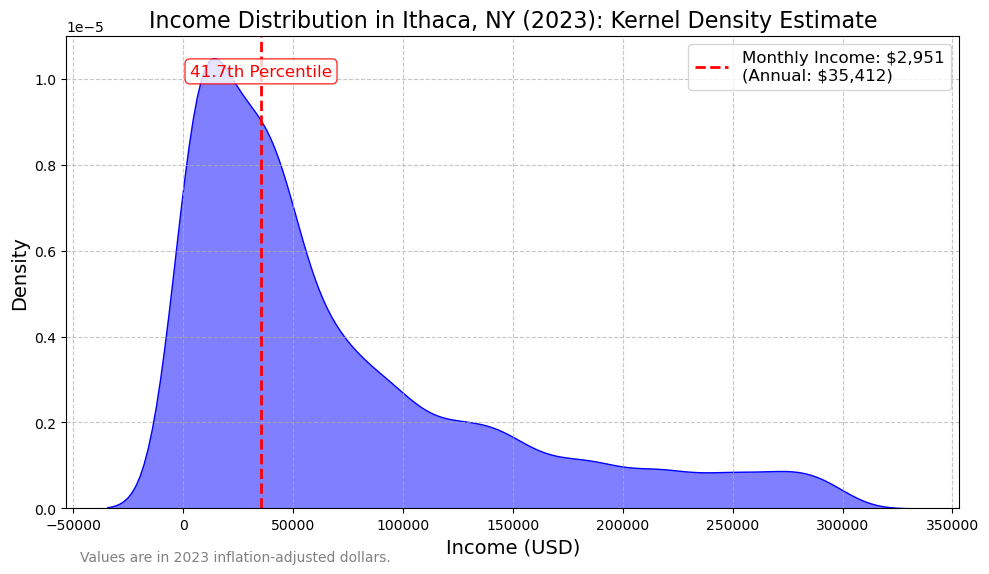 Income Distribution in Ithaca, NY (2023): Kernel Density Estimate
1e−5
41.7th Percentile
Monthly Income: $2,951
(Annual: $35,412)
1.0
0.8
0.6
0.4
0.2
0.0
Density
−50000 0 50000 100000 150000 200000 250000 300000 350000
Income (USD)
Values are in 2023 inflation-adjusted dollars.